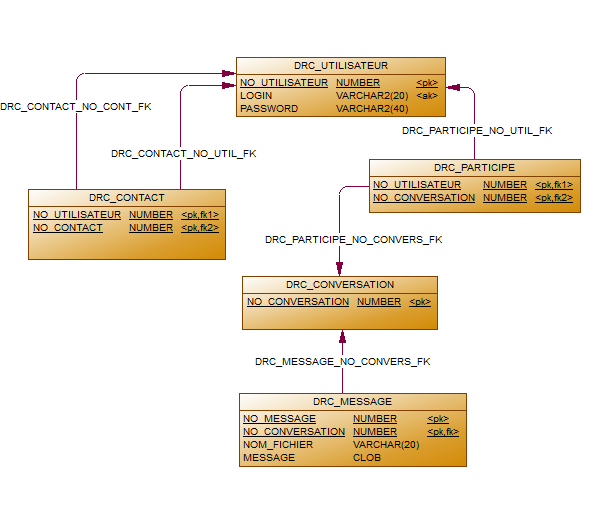 DRC_UTILISATEUR
NO_UTILISATEUR NUMBER <pk>
LOGIN VARCHAR2(20) <ak>
PASSWORD VARCHAR2(40)
DRC_CONTACT_NO_CONT_FK
DRC_PARTICIPE_NO_UTIL_FK
DRC_CONTACT_NO_UTIL_FK
DRC_PARTICIPE
NO_UTILISATEUR NUMBER <pk,fk1>
NO_CONVERSATION NUMBER <pk,fk2>
DRC_CONTACT
NO_UTILISATEUR NUMBER <pk,fk1>
NO_CONTACT NUMBER <pk,fk2>
DRC_PARTICIPE_NO_CONVERS_FK
DRC_CONVERSATION
NO_CONVERSATION NUMBER <pk>
DRC_MESSAGE_NO_CONVERS_FK
DRC_MESSAGE
NO_MESSAGE NUMBER <pk>
NO_CONVERSATION NUMBER <pk,fk>
NOM_FICHIER VARCHAR(20)
MESSAGE CLOB